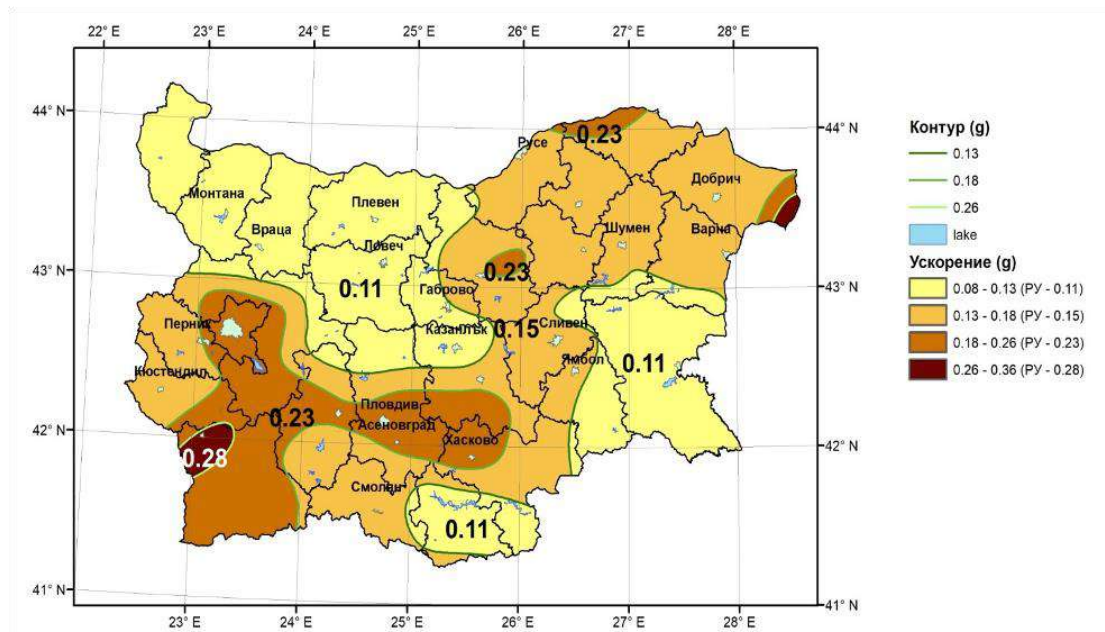 22° E 23° E 24° E 25° E 26° E 27° E 28° E
44° N
44° N
43° N
43° N
42° N
42° N
41° N
41° N
23° E 24° E 25° E 26° E 27° E 28° E
0.23
Русе
Добрич
Монтана
Плевен
Враца
Шумен
Варна
Ловеч
0.23
0.11
Габрово
Перник
Казанлък
0.15
Сливен
Ямбол
0.11
Кюстендил
Пловдив
0.23
Асеновград
Хасково
0.28
Смолян
0.11
Контур (g)
0.13
0.18
0.26
lake
Ускорение (g)
0.08 - 0.13 (РУ - 0.11)
0.13 - 0.18 (РУ - 0.15)
0.18 - 0.26 (РУ - 0.23)
0.26 - 0.36 (РУ - 0.28)